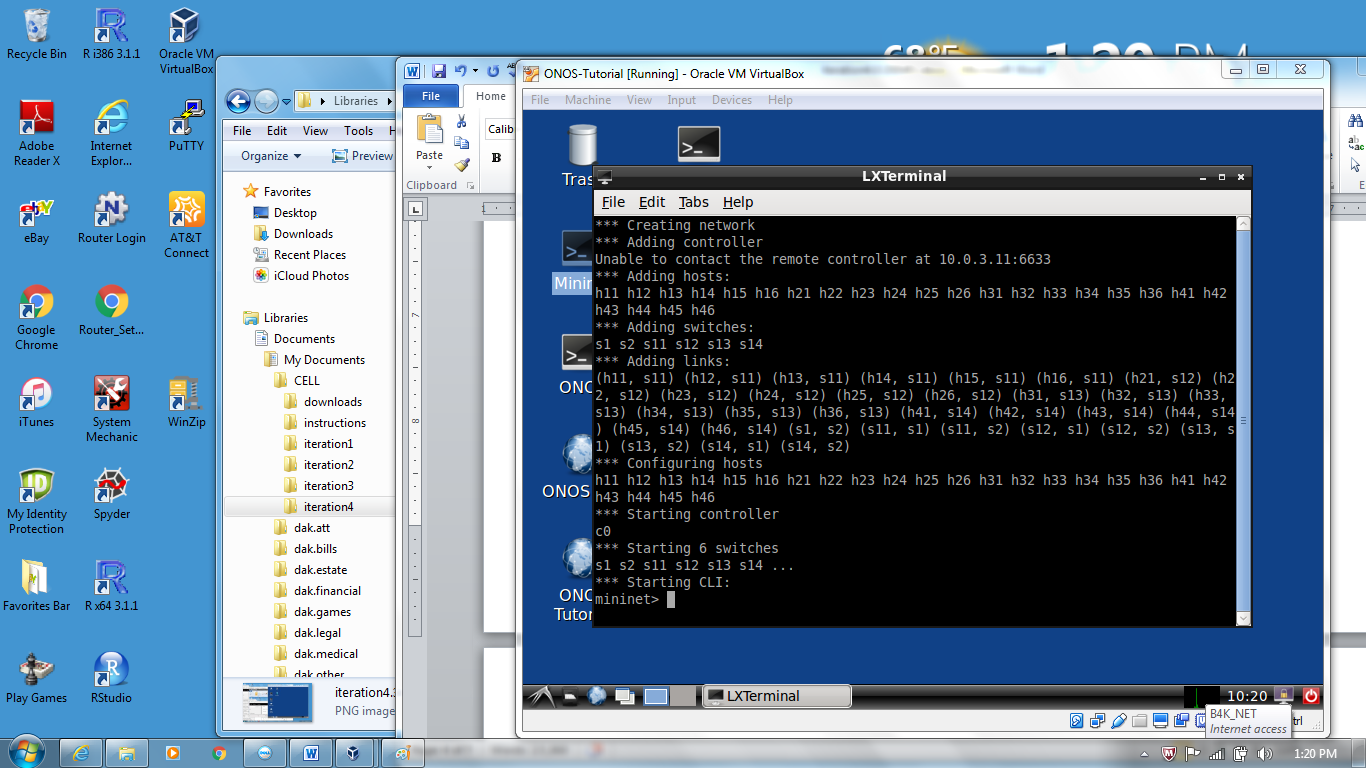 Recycle Bin
R i386 3.1.1
Oracle VM
VirtualBox
Adobe
Reader X
Internet
Explor...
PuTTY
eBay
Router Login
AT&T
Connect
Google
Chrome
Router_Set...
iTunes
System
Mechanic
WinZip
My Identity
Protection
Spyder
Favorites Bar
R x64 3.1.1
Play Games
RStudio
Libraries
File Edit View Tools
Organize
Preview
Favorites
Desktop
Downloads
Recent Places
iCloud Photos
Libraries
Documents
My Documents
CELL
downloads
instructions
iteration1
iteration2
iteration3
iteration4
dak.att
dak.bills
dak.estate
dak.financial
dak.games
dak.legal
dak.medical
dak.other
iteration4.
PNG image
File Home
Paste
Calib
B
Clipboard
68°F
1:20 PM
ONOS-Tutorial [Running] - Oracle VM VirtualBox
File Machine View Input Devices Help
LXTerminal
File Edit Tabs Help
*** Creating network
*** Adding controller
Unable to contact the remote controller at 10.0.3.11:6633
*** Adding hosts:
h11 h12 h13 h14 h15 h16 h21 h22 h23 h24 h25 h26 h31 h32 h33 h34 h35 h36 h41 h42
h43 h44 h45 h46
*** Adding switches:
s1 s2 s11 s12 s13 s14
*** Adding links:
(h11, s11) (h12, s11) (h13, s11) (h14, s11) (h15, s11) (h16, s11) (h21, s12) (h2
2, s12) (h23, s12) (h24, s12) (h25, s12) (h26, s12) (h31, s13) (h32, s13) (h33,
s13) (h34, s13) (h35, s13) (h36, s13) (h41, s14) (h42, s14) (h43, s14) (h44, s14
) (h45, s14) (h46, s14) (s1, s2) (s11, s1) (s11, s2) (s12, s1) (s12, s2) (s13, s
1) (s13, s2) (s14, s1) (s14, s2)
*** Configuring hosts
h11 h12 h13 h14 h15 h16 h21 h22 h23 h24 h25 h26 h31 h32 h33 h34 h35 h36 h41 h42
h43 h44 h45 h46
*** Starting controller
c0
*** Starting 6 switches
s1 s2 s11 s12 s13 s14 ...
*** Starting CLI:
mininet>
LXTerminal
10:20
B4K_NET
Internet access
1:20 PM